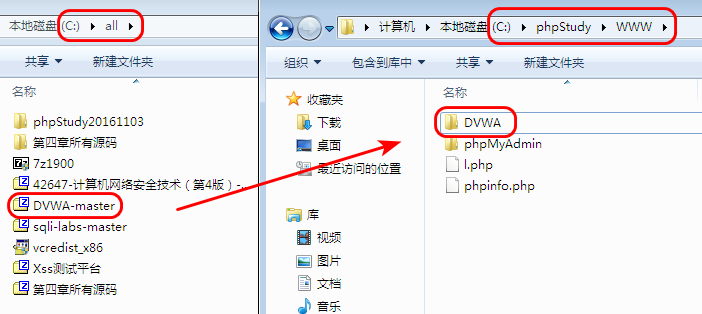 本地磁盘 (C:) all
共享 新建文件夹
名称
phpStudy20161103
第四章所有源码
7z1900
42647-计算机网络安全技术（第4版）-...
DVWA-master
sqli-labs-master
vcredist_x86
Xss测试平台
第四章所有源码
计算机 本地磁盘 (C:) phpStudy WWW
组织 包含到库中 共享 新建文件夹
收藏夹
下载
桌面
最近访问的位置
库
视频
图片
文档
音乐
名称
DVWA
phpMyAdmin
l.php
phpinfo.php